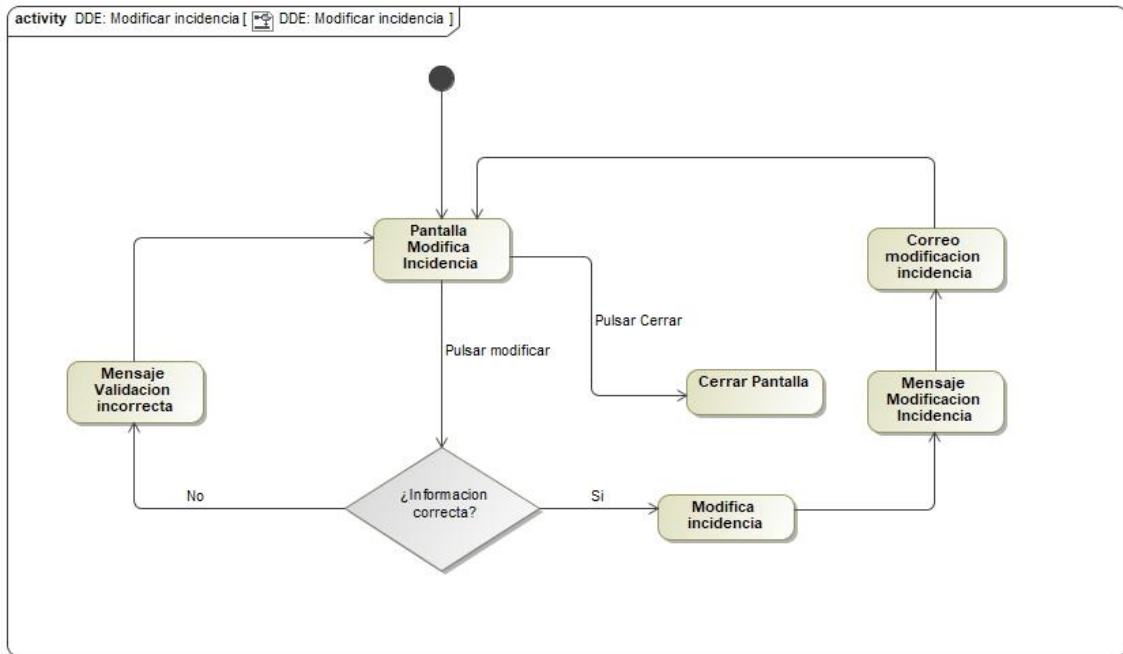 activity DDE: Modificar incidencia [ DDE: Modificar incidencia ]
Pantalla
Modifica
Incidencia
Correo
modificacion
incidencia
Pulsar Cerrar
Pulsar modificar
Mensaje
Validacion
incorrecta
Cerrar Pantalla
Mensaje
Modificacion
Incidencia
No
¿Informacion
correcta?
Si
Modifica
incidencia